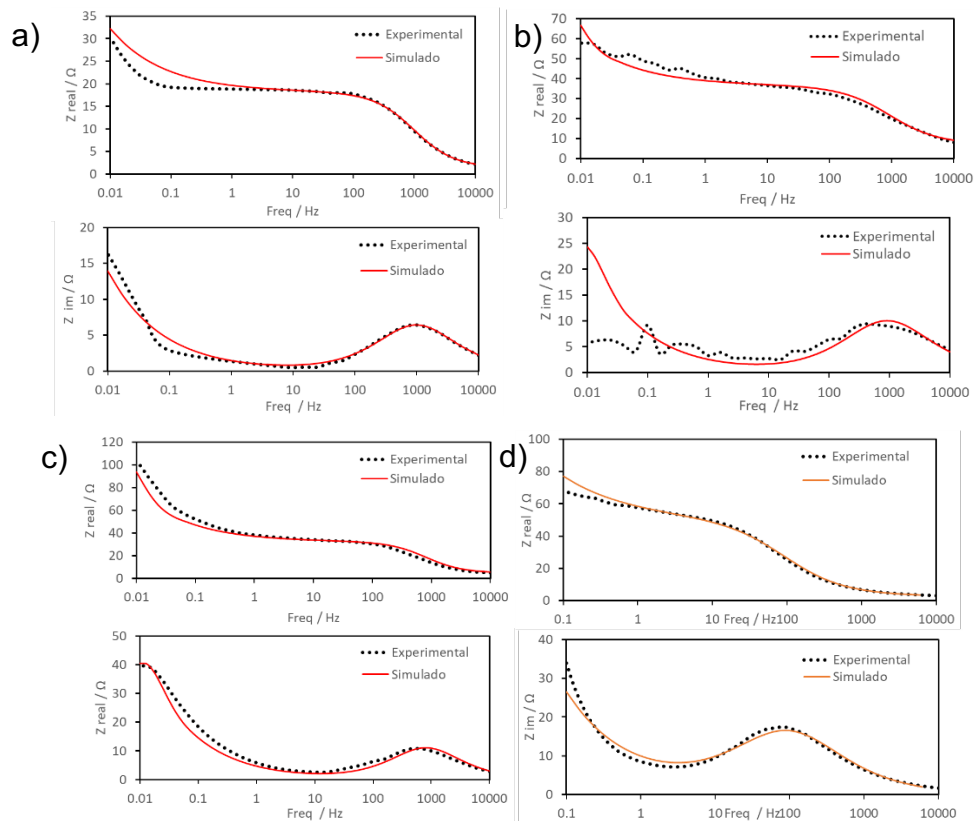 a)
35
30
25
20
15
10
5
0
Z real / Ω
Experimental
Simulado
0.01 0.1 1 10 100 1000 10000
Freq / Hz
20
15
10
5
0
Z im / Ω
Experimental
Simulado
0.01 0.1 1 10 100 1000 10000
Freq / Hz
b)
70
60
50
40
30
20
10
0
Z real / Ω
Experimental
Simulado
0.01 0.1 1 10 100 1000 10000
Freq / Hz
30
25
20
15
10
5
0
Z im / Ω
Experimental
Simulado
0.01 0.1 1 10 100 1000 10000
Freq / Hz
c)
120
100
80
60
40
20
0
Z real / Ω
Experimental
Simulado
0.01 0.1 1 10 100 1000 10000
Freq / Hz
50
40
30
20
10
0
Z real / Ω
Experimental
Simulado
0.01 0.1 1 10 100 1000 10000
Freq / Hz
d)
100
80
60
40
20
0
Z real / Ω
Experimental
Simulado
0.1 1 10 Freq / Hz 100 1000 10000
40
30
20
10
0
Z im / Ω
Experimental
Simulado
0.1 1 10 Freq / Hz 100 1000 10000